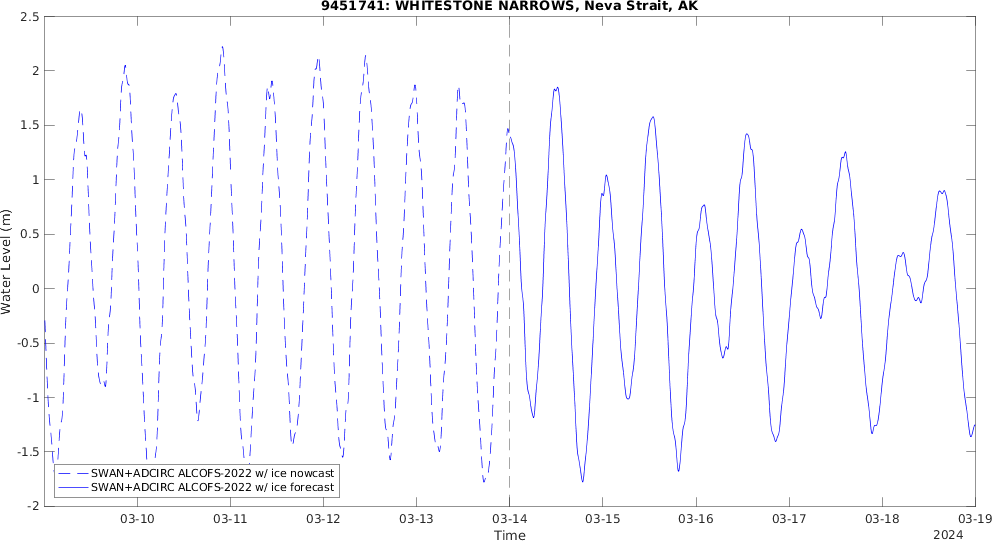 9451741: WHITESTONE NARROWS, Neva Strait, AK
Water Level (m)
2.5
2
1.5
1
0.5
0
-0.5
-1
-1.5
-2
SWAN+ADCIRC ALCOFS-2022 w/ ice nowcast
SWAN+ADCIRC ALCOFS-2022 w/ ice forecast
03-10 03-11 03-12 03-13 03-14 03-15 03-16 03-17 03-18 03-19
Time
2024